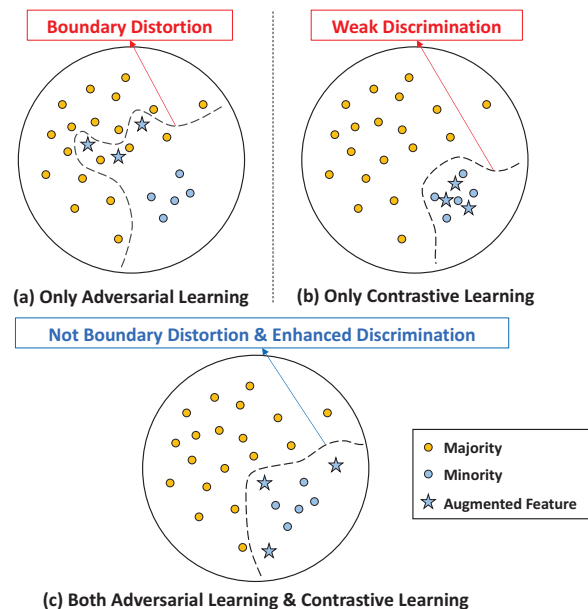 Boundary Distortion
Weak Discrimination
(a) Only Adversarial Learning
(b) Only Contrastive Learning
Not Boundary Distortion & Enhanced Discrimination
Majority
Minority
Augmented Feature
(c) Both Adversarial Learning & Contrastive Learning